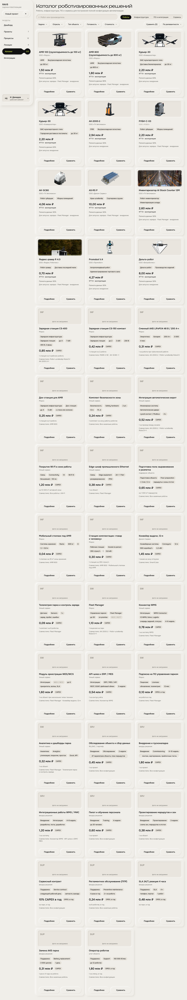 RAV5
ОЦЕНКА РОБОТИЗАЦИИ
Новый проект +
РАЗДЕЛЫ
Дашборд
Проекты 7
Процессы 12
Локации 4
Каталог 223
Интеграции
ИД
И. Демидов
рабочий кабинет
Каталог роботизированных решений
Роботы, инфраструктура, ПО и сервисы для построения полной конфигурации автоматизации
Робот или производитель
Роботы Инфраструктура ПО и интеграции Сервисы
Задача Отрасль Тип объекта Готовность Стоимость Сравнить (0) По релевантности
AMR 100 (грузоподъемность до 100 кг)
ООО «Морос»
AMR Внутрискладская логистика
до 100 кг
1,50 млн ₽
УГТ 9 · эксплуатация
Полнота данных 63%
Для запуска: зарядка · Fleet Manager · внедрение
Подробнее Сравнить
AMR 800
(грузоподъемность до 800 кг)
ООО «Морос»
AMR Внутрискладская логистика
до 800 кг
1,80 млн ₽
УГТ 9 · эксплуатация
Полнота данных 50%
Для запуска: зарядка · Fleet Manager · внедрение
Подробнее Сравнить
Курьер-30
ООО «Клеверкоптер»
БАС мультироторного типа
Доставка биоматериалов до 30 кг
2,20 млн ₽
УГТ 9 · эксплуатация
Полнота данных 63%
Для запуска: внедрение
Подробнее Сравнить
Курьер-30
ООО «Клеверкоптер»
БАС мультироторного типа
Городская доставка в постаматы до 30 кг
2,20 млн ₽
УГТ 9 · эксплуатация
Полнота данных 63%
Для запуска: внедрение
Подробнее Сравнить
АК-2000-2
ООО «ГК Автомакон»
FMR Внутрискладская логистика
2,94 млн ₽
УГТ 9 · эксплуатация
Полнота данных 50%
Для запуска: внедрение
Подробнее Сравнить
РУБИ-С-03
Робот-уборщик Уборка помещений
2,20 млн ₽
УГТ 9 · эксплуатация
Полнота данных 50%
Для запуска: зарядка · Fleet Manager · внедрение
Подробнее Сравнить
АК-SC80
ООО «ГК Автомакон»
Робот-уборщик Уборка помещений
4,06 млн ₽
УГТ 9 · эксплуатация
Полнота данных 50%
Для запуска: зарядка · Fleet Manager · внедрение
Подробнее Сравнить
AS-RS P
ООО «Диком-Сервис»
Кран-штабелёр Сортировка грузов
10,00 млн ₽
УГТ 9 · эксплуатация
Полнота данных 50%
Для запуска: зарядка · Fleet Manager · внедрение
Подробнее Сравнить
Инвентаризатор AI Stock Counter 12M
ООО «ГК Автомакон»
Робот-инвентаризатор
Инвентаризация склада
2,60 млн ₽
УГТ 9 · эксплуатация
Полнота данных 50%
Для запуска: зарядка · Fleet Manager · внедрение
Подробнее Сравнить
Яндекс-ровер R 4.0
ООО «Яндекс Роботикс»
Робот-ровер Доставка последней мили
0,70 млн ₽
УГТ 9 · эксплуатация
Полнота данных 50%
Для запуска: зарядка · Fleet Manager · внедрение
Подробнее Сравнить
Promobot V.4
ООО «Промобот»
Антропоморфный робот
Администрирование торгового зала
4,27 млн ₽
УГТ 9 · эксплуатация
Полнота данных 50%
Для запуска: внедрение
Подробнее Сравнить
Дельта-робот
ООО «Битроботикс»
Дельта-робот Производство изделий
8,00 млн ₽
УГТ 9 · эксплуатация
Полнота данных 50%
Для запуска: внедрение
Подробнее Сравнить
INF
фото не загружено
Зарядная станция CS-400
Морос
Зарядная инфраструктура
Зарядная станция до 4 7 кВт
400 В, 3 фазы
0,85 млн ₽ CAPEX
1 станция на 4 рабочих робота
Совместимо: Робот-штабелёр RoboCV ·
АК-2000-2+1
Подробнее Сравнить
INF
фото не загружено
Зарядная станция CS-150 компакт
Морос
Зарядная инфраструктура
Зарядная станция до 2 3 кВт 230 В
0,42 млн ₽ CAPEX
1 станция на 2 робота
Совместимо: MARK 2 SE · АК-SC80 +1
Подробнее Сравнить
INF
фото не загружено
Сменный АКБ LiFePO4 48 В / 200 А·ч
Морос
Энергетика Батарея 200 А·ч 3 000
4 мин
0,31 млн ₽ CAPEX
1 на робота при трёхсменной работе
Совместимо: АК-2000-2 · Робот-штабелёр RoboCV
Подробнее Сравнить
INF
фото не загружено
Док-станция для AMR
Морос
Зарядная инфраструктура Док-станция
до 4 5 кВт к стене или колонне
0,25 млн ₽ CAPEX
1 станция на 4 робота
Совместимо: AMR 800
Подробнее Сравнить
INF
фото не загружено
Комплект безопасности зоны
Умный сервис
Безопасность Safety hardware 2 шт.
12 м PL d
0,24 млн ₽ CAPEX
1 комплект на зону работы роботов
Совместимо: Все наземные роботы
Подробнее Сравнить
INF
фото не загружено
Интеграция автоматических ворот
Умный сервис
Инженерные системы
Автоматические двери
сухой контакт / Modbus 4 с
0,52 млн ₽ CAPEX
1 на проезд между зонами
Совместимо: АК-2000-2 · Робот-штабелёр
RoboCV+1
Подробнее Сравнить
INF
фото не загружено
Покрытие Wi-Fi в зоне работы
Умный сервис
Связь Connectivity 14 Wi-Fi 6
бесшовный, < 50 мс
1,20 млн ₽ CAPEX
на 10 000 м² активной зоны
Совместимо: Все роботы с Wi-Fi
Подробнее Сравнить
INF
фото не загружено
Edge-шкаф промышленного Ethernet
Умный сервис
Связь Edge equipment 24 × 1 Гбит
резервированное IP54
0,38 млн ₽ CAPEX
1 на объект
Совместимо: Fleet Manager
Подробнее Сравнить
INF
фото не загружено
Подготовка пола: выравнивание
и разметка
подрядчик объекта
Подготовка объекта Floor preparation
± 3 мм / 2 м маршруты и зоны отстоя
0,65 млн ₽ CAPEX
на 1 000 м² маршрутов
Совместимо: Все наземные роботы
Подробнее Сравнить
INF
фото не загружено
Мобильный стеллаж под AMR
Морос
Системы хранения Racks 600 кг 6
1,1 × 0,8 м
0,04 млн ₽ CAPEX
1 стеллаж на 25 м² зоны хранения
Совместимо: AMR 800
Подробнее Сравнить
INF
фото не загружено
Станция комплектации «товар
к человеку»
Морос
Рабочие станции Goods-to-person
350 строк/ч 1 0,8 кВт
0,30 млн ₽ CAPEX
1 станция на 350 строк/ч
Совместимо: AMR 800 · Мобильный стеллаж
под AMR
Подробнее Сравнить
INF
фото не загружено
Конвейер выдачи, 12 м
Диком-Сервис
Конвейерные системы Conveyors 12 м
900 коробов/ч 2,2 кВт
1,45 млн ₽ CAPEX
1 линия на зону отгрузки
Совместимо: SmartCube
Подробнее Сравнить
INF
фото не загружено
Телеметрия парка и контроль заряда
Умный сервис
Датчики Sensors 1 с
заряд, пробег, ошибки
0,09 млн ₽ CAPEX
1 комплект на 8 роботов
Совместимо: Fleet Manager
Подробнее Сравнить
SW
фото не загружено
Fleet Manager
Морос
Управление парком Fleet Manager
до 50 on-premise REST, MQTT
1,10 млн ₽ CAPEX
1 лицензия на парк
Совместимо: АК-2000-2 · Робот-штабелёр
RoboCV+1
Подробнее Сравнить
SW
фото не загружено
Коннектор WMS
Умный сервис
Интеграции WMS Connector
1С:WMS, Solvo, Logistix
очередь заданий, статусы 4–6 недель
0,78 млн ₽ CAPEX
1 на систему WMS
Совместимо: Fleet Manager
Подробнее Сравнить
SW
фото не загружено
Модуль оркестрации WES/WCS
Умный сервис
Интеграции WES / WCS до 6
приоритеты, волны, SLA
1,60 млн ₽ CAPEX
1 на объект при нескольких типах техники
Совместимо: Fleet Manager · Конвейер выдачи, 12 м
Подробнее Сравнить
SW
фото не загружено
API-шлюз к ERP / MES
Умный сервис
Интеграции ERP / MES / API
REST, SOAP, файловый обмен 3 недели
0,54 млн ₽ CAPEX
1 на контур учёта
Совместимо: Коннектор WMS
Подробнее Сравнить
SW
фото не загружено
Подписка на ПО управления парком
Морос
Лицензии Licenses
обновления, телеметрия 12 мес
0,10 млн ₽ OPEX, в год
на робота в год
Совместимо: Fleet Manager
Подробнее Сравнить
SW
фото не загружено
Аналитика и дашборды парка
Умный сервис
Аналитика Analytics
утилизация, покрытие, простои Excel, API
0,32 млн ₽ CAPEX
1 на объект
Совместимо: Fleet Manager · Телеметрия парка
и контроль заряда
Подробнее Сравнить
SRV
фото не загружено
Обследование объекта и сбор данных
ФЦ БАС / партнёр
Внедрение Обследование 2 недели
47 параметров объекта, план маршрутов
0,45 млн ₽ CAPEX
1 на проект
Совместимо: Все конфигурации
Подробнее Сравнить
SRV
фото не загружено
Внедрение и пусконаладка
вендор решения
Внедрение Commissioning 6–10 недель
монтаж, картирование, приёмочные тесты
1,80 млн ₽ CAPEX
1 на проект
Совместимо: Все конфигурации
Подробнее Сравнить
SRV
фото не загружено
Интеграционные работы WMS / МИС
вендор решения
Внедрение Интеграция 4–8 недель
разработка, тесты, доработки
1,20 млн ₽ CAPEX
1 на систему
Совместимо: Коннектор WMS · API-шлюз к ERP/
MES
Подробнее Сравнить
SRV
фото не загружено
Пилот и обучение персонала
вендор решения
Внедрение Training 4 недели
до 20 человек
0,60 млн ₽ CAPEX
1 на проект
Совместимо: Все конфигурации
Подробнее Сравнить
SRV
фото не загружено
Проектирование маршрутов и зон
вендор решения
Внедрение Проектирование 3 недели
схема зон, маршрутов и отстоя
0,38 млн ₽ CAPEX
1 на объект
Совместимо: Все конфигурации
Подробнее Сравнить
SUP
фото не загружено
Сервисный контракт
вендор решения
Поддержка Service contract
следующий рабочий день запчасти, выезды
10% CAPEX в год OPEX, в год
на парк, в год
Совместимо: Все конфигурации
Подробнее Сравнить
SUP
фото не загружено
Регламентное обслуживание (ППР)
вендор решения
Поддержка Preventive maintenance
4 раза в год 2 ч на робота
0,24 млн ₽ OPEX, в год
на 8 роботов, в год
Совместимо: Все наземные роботы
Подробнее Сравнить
SUP
фото не загружено
SLA 24/7, реакция 4 часа
вендор решения
Поддержка SLA 4 ч
телефон, портал 1 робот
0,48 млн ₽ OPEX, в год
на парк, в год
Подробнее Сравнить
SUP
фото не загружено
Замена АКБ парка
вендор решения
Поддержка Battery replacement
3 000 циклов 1 день
0,31 млн ₽ CAPEX
1 раз в 4 года на робота
Совместимо: Все наземные роботы
Подробнее Сравнить
SUP
фото не загружено
Оператор роботов
штат объекта
Поддержка Support 150 000 ₽/мес
до 12 роботов
1,80 млн ₽ OPEX, в год
1 на смену, в год
Совместимо: Все конфигурации
Подробнее Сравнить